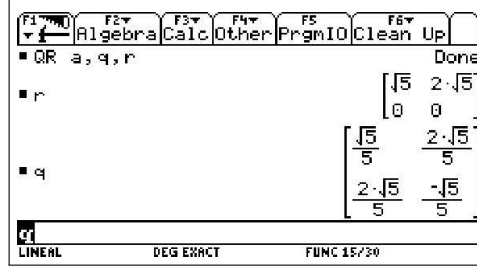 F1 F2 F3 F4 F5 F6
Algebra Calc Other PrgmIO Clean Up
▪ QR a,q,r Done
▪ r [√5 2·√5
0 0]
▪ q [√5/5 2·√5/5
2·√5/5 -√5/5]
q
LINEAL DEG EXACT FUNC 15/30